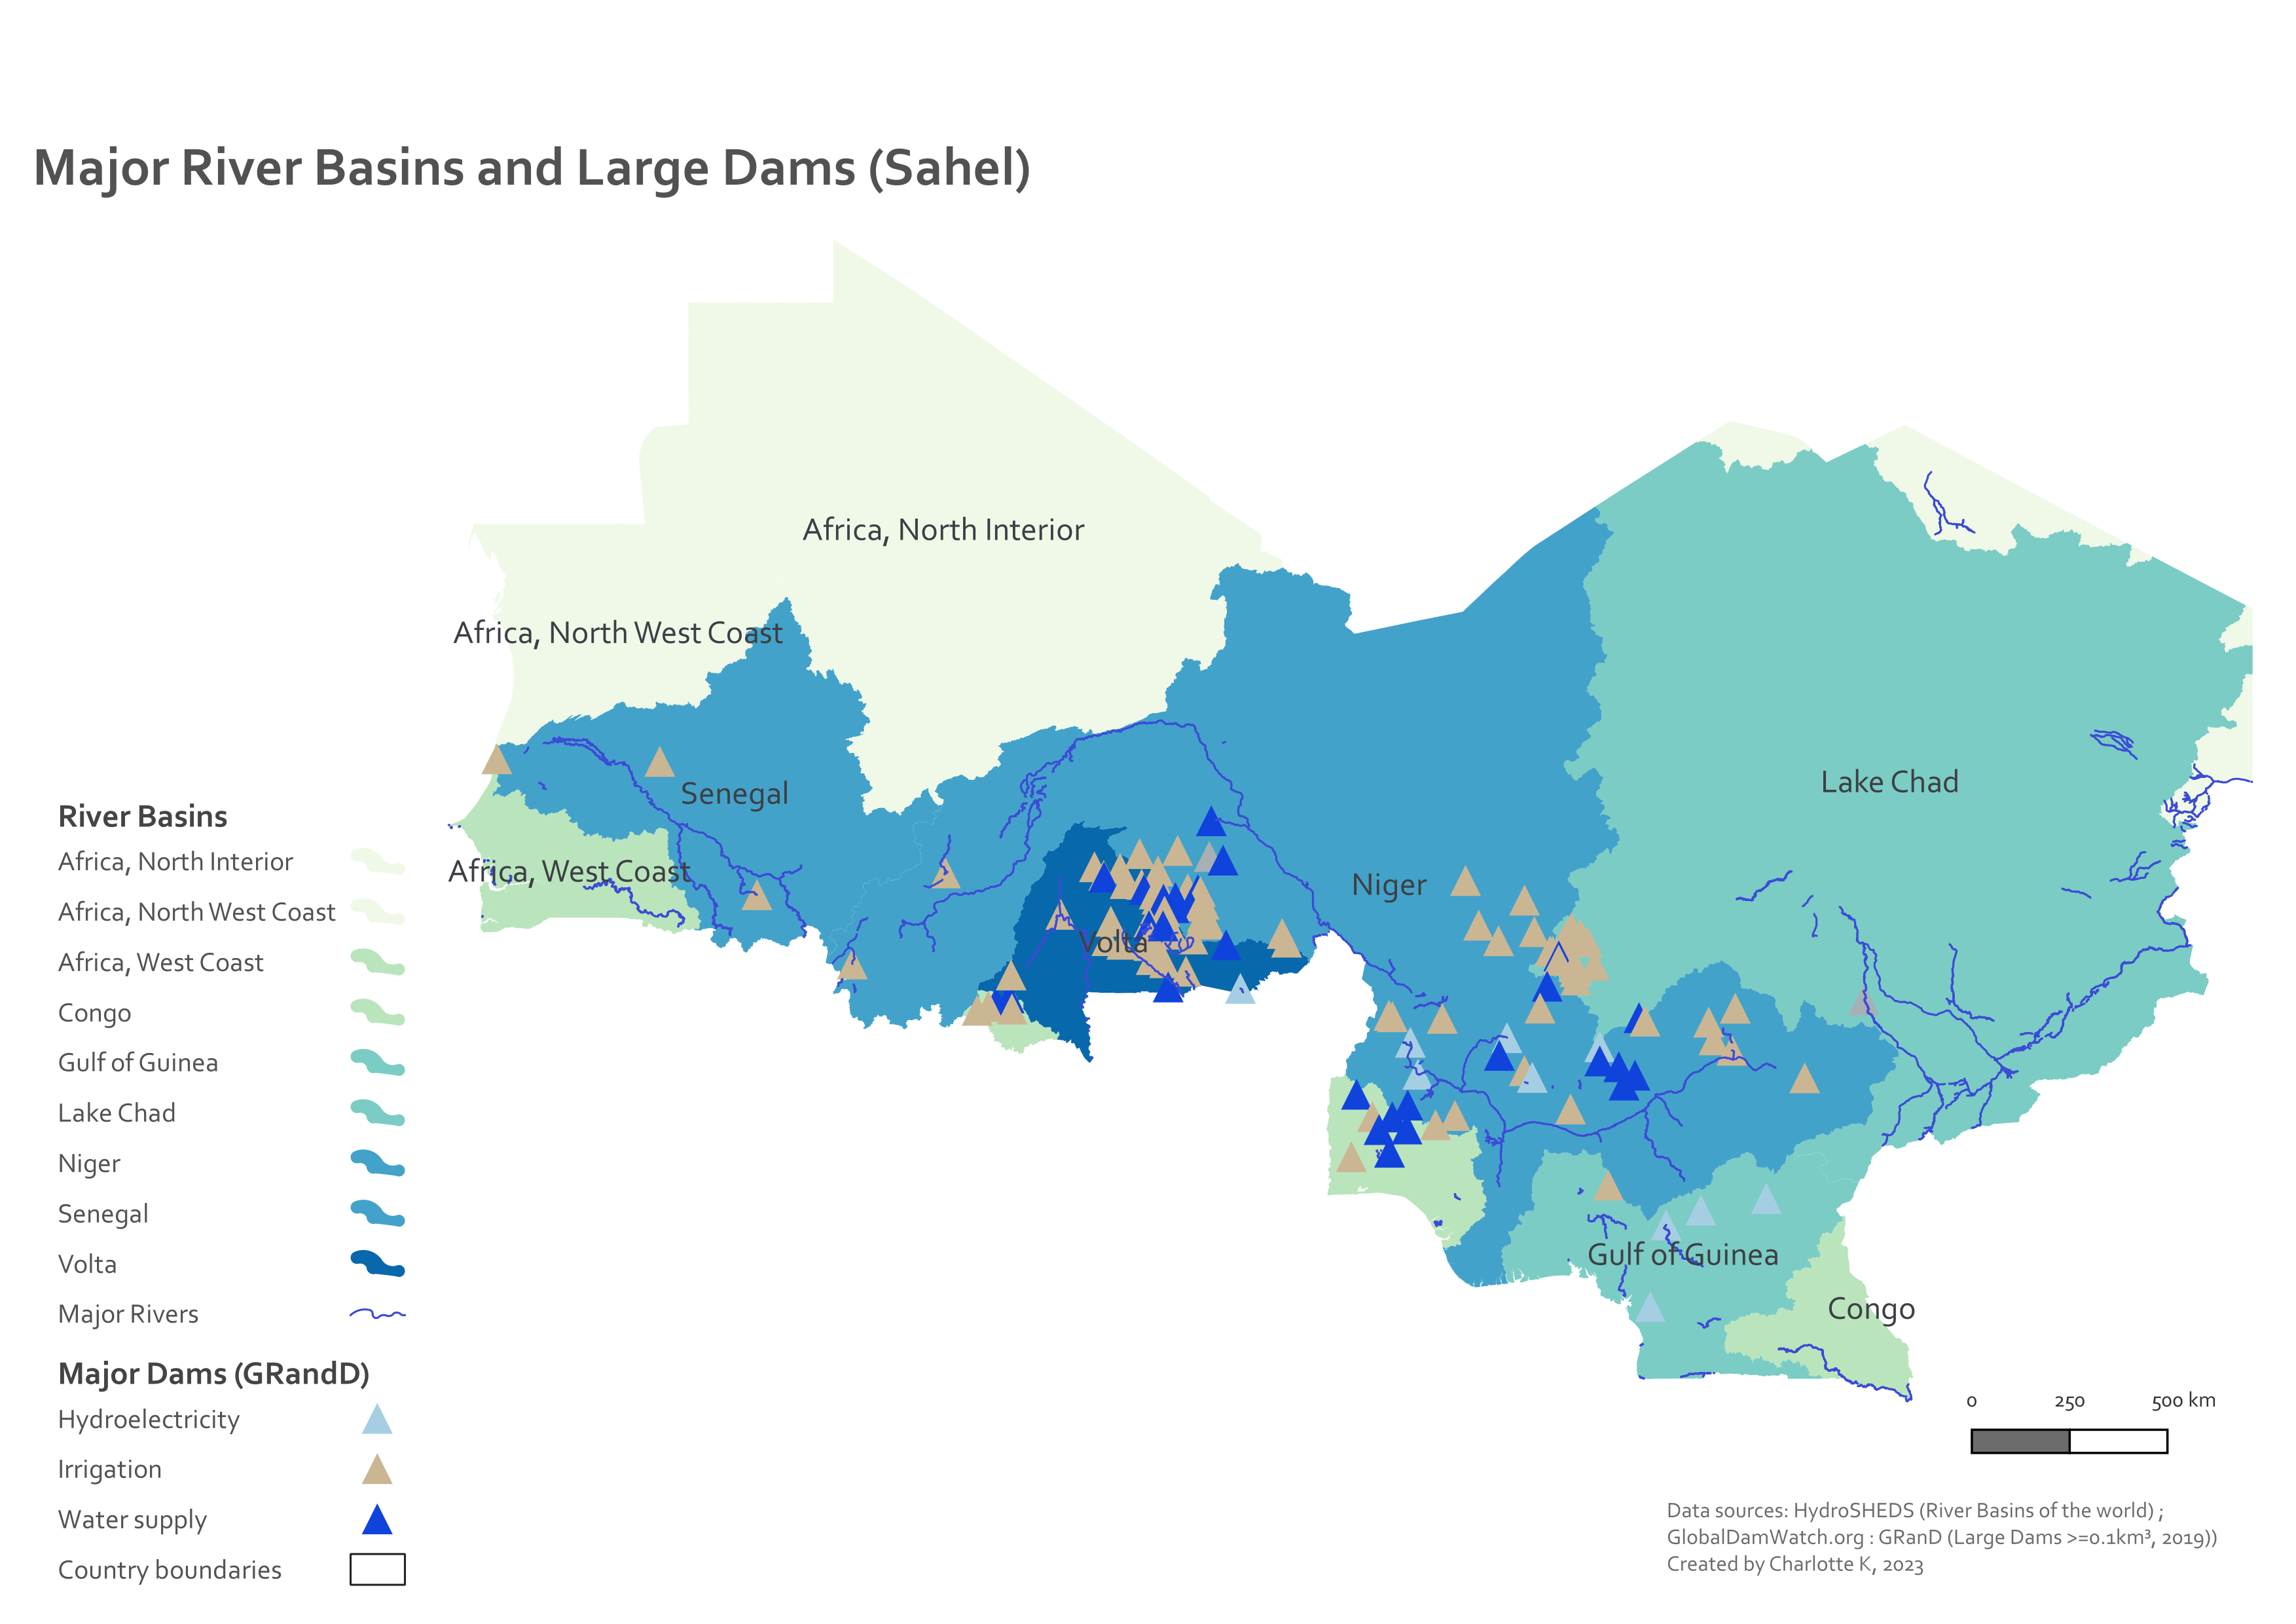 Major River Basins and Large Dams (Sahel)
Africa, North Interior
Africa, North West Coast
Senegal
Lake Chad
Africa, West Coast
Niger
Volta
Gulf of Guinea
Congo
River Basins
Africa, North Interior
Africa, North West Coast
Africa, West Coast
Congo
Gulf of Guinea
Lake Chad
Niger
Senegal
Volta
Major Rivers
Major Dams (GRandD)
Hydroelectricity
Irrigation
Water supply
Country boundaries
0 250 500 km
Data sources: HydroSHEDS (River Basins of the world) ;
GlobalDamWatch.org : GRanD (Large Dams >=0.1km³, 2019))
Created by Charlotte K, 2023